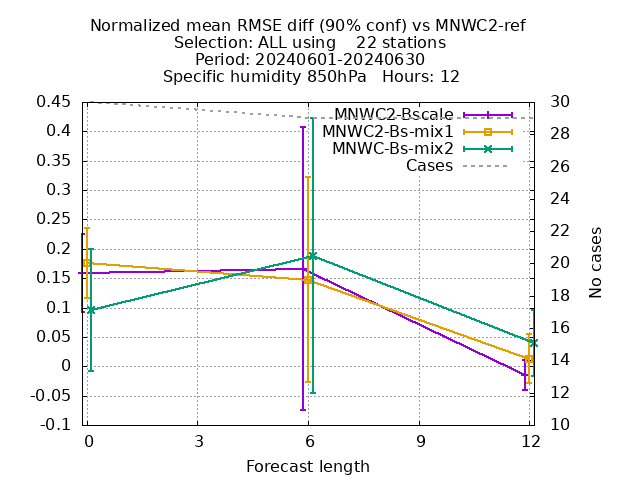 Normalized mean RMSE diff (90% conf) vs MNWC2-ref
Selection: ALL using    22 stations
Period: 20240601-20240630
Specific humidity 850hPa   Hours: 12
MNWC2-Bscale
MNWC2-Bs-mix1
MNWC-Bs-mix2
Cases
0.45
0.4
0.35
0.3
0.25
0.2
0.15
0.1
0.05
0
-0.05
-0.1
30
28
26
24
22
20
18
16
14
12
10
No cases
0 3 6 9 12
Forecast length